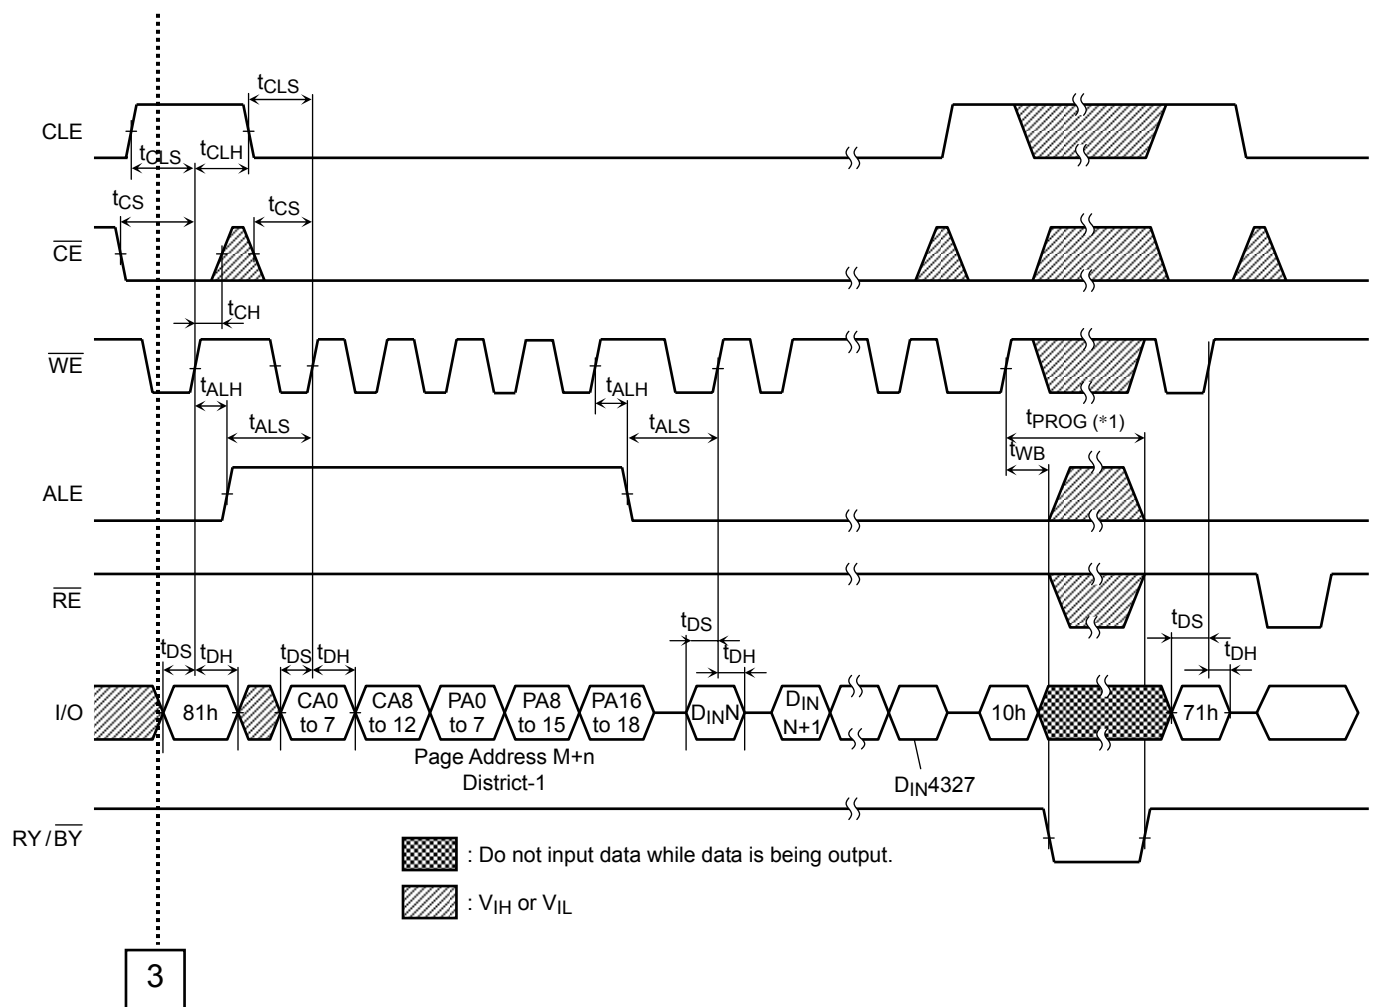 tCLS
CLE
tCLS
tCLH
tCS
tCS
CE
tCH
WE
tALH
tALH
tALS
tALS
tPROG (*1)
tWB
ALE
RE
tDS
tDH
tDS
tDH
tDS
tDH
tDS
tDH
I/O
81h
CA0 to 7
CA8 to 12
PA0 to 7
PA8 to 15
PA16 to 18
DINN
DIN N+1
10h
71h
Page Address M+n
District-1
DIN4327
RY/BY
: Do not input data while data is being output.
: VIH or VIL
3